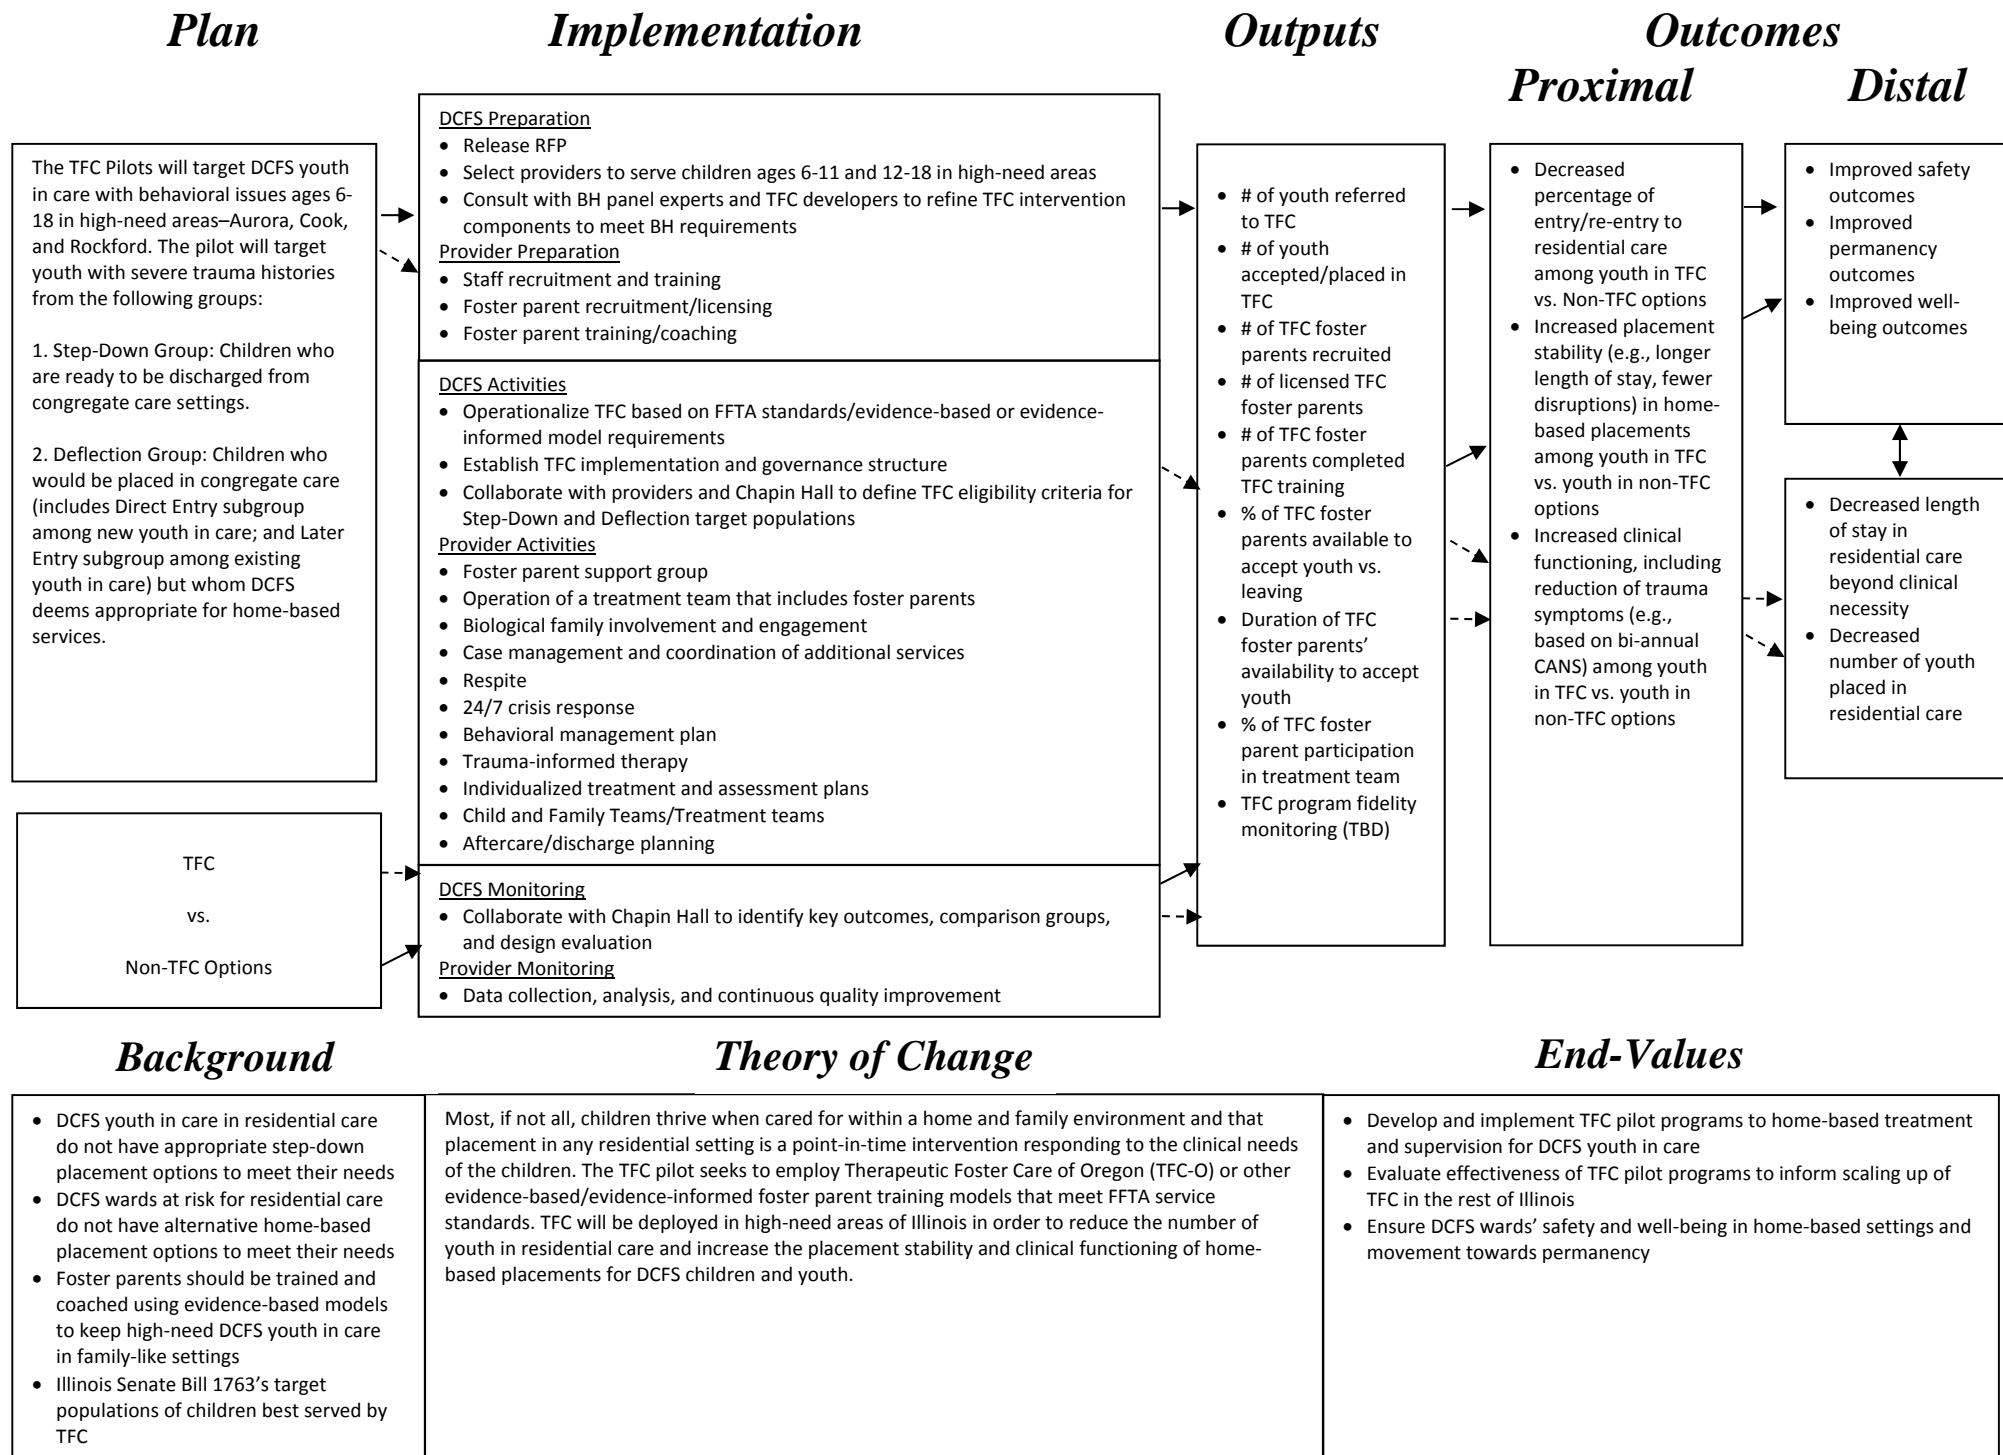 Plan
Implementation
Outputs
Outcomes
Proximal
Distal
The TFC Pilots will target DCFS youth
in care with behavioral issues ages 6-
18 in high-need areas–Aurora, Cook,
and Rockford. The pilot will target
youth with severe trauma histories
from the following groups:
1. Step-Down Group: Children who
are ready to be discharged from
congregate care settings.
2. Deflection Group: Children who
would be placed in congregate care
(includes Direct Entry subgroup
among new youth in care; and Later
Entry subgroup among existing
youth in care) but whom DCFS
deems appropriate for home-based
services.
TFC
vs.
Non-TFC Options
DCFS Preparation
• Release RFP
• Select providers to serve children ages 6-11 and 12-18 in high-need areas
• Consult with BH panel experts and TFC developers to refine TFC intervention
components to meet BH requirements
Provider Preparation
• Staff recruitment and training
• Foster parent recruitment/licensing
• Foster parent training/coaching
DCFS Activities
• Operationalize TFC based on FFTA standards/evidence-based or evidence-
informed model requirements
• Establish TFC implementation and governance structure
• Collaborate with providers and Chapin Hall to define TFC eligibility criteria for
Step-Down and Deflection target populations
Provider Activities
• Foster parent support group
• Operation of a treatment team that includes foster parents
• Biological family involvement and engagement
• Case management and coordination of additional services
• Respite
• 24/7 crisis response
• Behavioral management plan
• Trauma-informed therapy
• Individualized treatment and assessment plans
• Child and Family Teams/Treatment teams
• Aftercare/discharge planning
DCFS Monitoring
• Collaborate with Chapin Hall to identify key outcomes, comparison groups,
and design evaluation
Provider Monitoring
• Data collection, analysis, and continuous quality improvement
• # of youth referred
to TFC
• # of youth
accepted/placed in
TFC
• # of TFC foster
parents recruited
• # of licensed TFC
foster parents
• # of TFC foster
parents completed
TFC training
• % of TFC foster
parents available to
accept youth vs.
leaving
• Duration of TFC
foster parents’
availability to accept
youth
• % of TFC foster
parent participation
in treatment team
• TFC program fidelity
monitoring (TBD)
• Decreased
percentage of
entry/re-entry to
residential care
among youth in TFC
vs. Non-TFC options
• Increased placement
stability (e.g., longer
length of stay, fewer
disruptions) in home-
based placements
among youth in TFC
vs. youth in non-TFC
options
• Increased clinical
functioning, including
reduction of trauma
symptoms (e.g.,
based on bi-annual
CANS) among youth
in TFC vs. youth in
non-TFC options
• Improved safety
outcomes
• Improved
permanency
outcomes
• Improved well-
being outcomes
• Decreased length
of stay in
residential care
beyond clinical
necessity
• Decreased
number of youth
placed in
residential care
Background
• DCFS youth in care in residential care
do not have appropriate step-down
placement options to meet their needs
• DCFS wards at risk for residential care
do not have alternative home-based
placement options to meet their needs
• Foster parents should be trained and
coached using evidence-based models
to keep high-need DCFS youth in care
in family-like settings
• Illinois Senate Bill 1763’s target
populations of children best served by
TFC
Theory of Change
Most, if not all, children thrive when cared for within a home and family environment and that
placement in any residential setting is a point-in-time intervention responding to the clinical needs
of the children. The TFC pilot seeks to employ Therapeutic Foster Care of Oregon (TFC-O) or other
evidence-based/evidence-informed foster parent training models that meet FFTA service
standards. TFC will be deployed in high-need areas of Illinois in order to reduce the number of
youth in residential care and increase the placement stability and clinical functioning of home-
based placements for DCFS children and youth.
End-Values
• Develop and implement TFC pilot programs to home-based treatment
and supervision for DCFS youth in care
• Evaluate effectiveness of TFC pilot programs to inform scaling up of
TFC in the rest of Illinois
• Ensure DCFS wards’ safety and well-being in home-based settings and
movement towards permanency